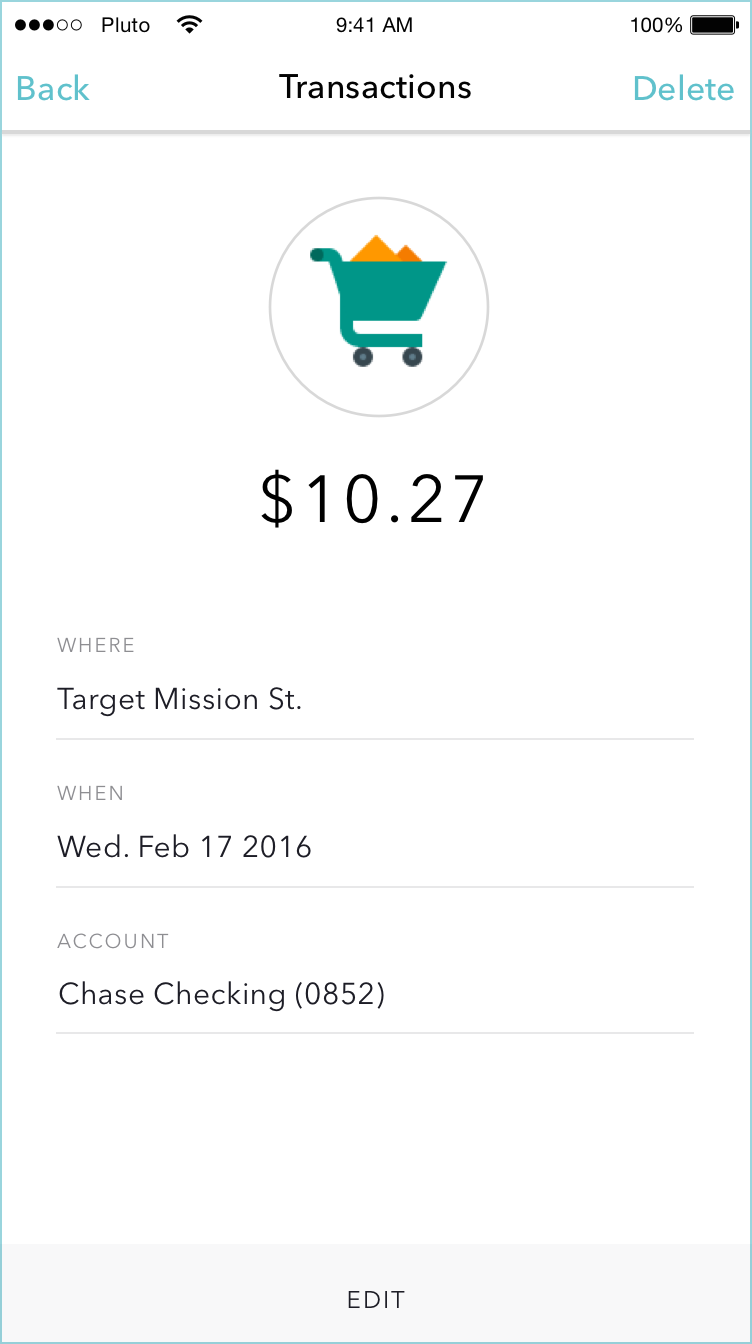 Pluto 9:41 AM 100%
Back Transactions Delete
$10.27
WHERE
Target Mission St.
WHEN
Wed. Feb 17 2016
ACCOUNT
Chase Checking (0852)
EDIT